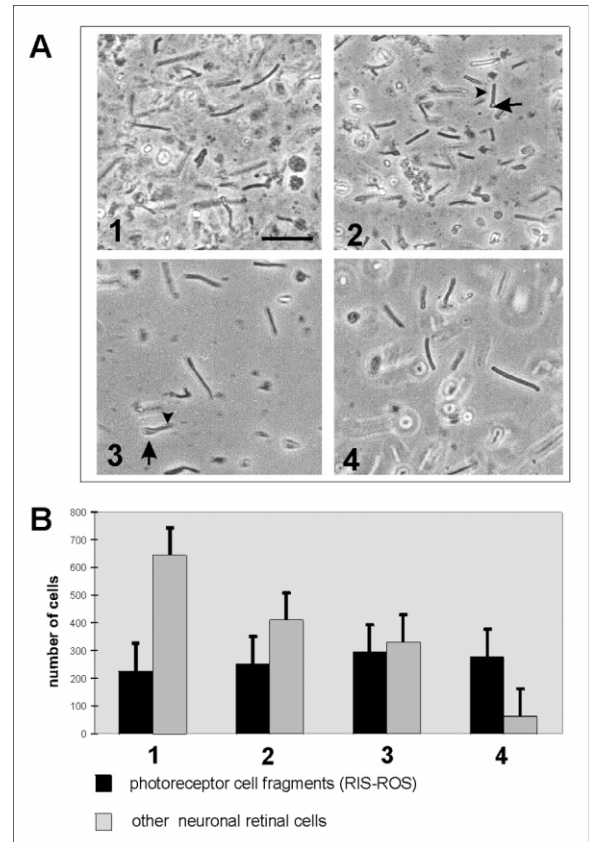 A
1
2
3
4
B
number of cells
800
700
600
500
400
300
200
100
0
1 2 3 4
photoreceptor cell fragments (RIS-ROS)
other neuronal retinal cells